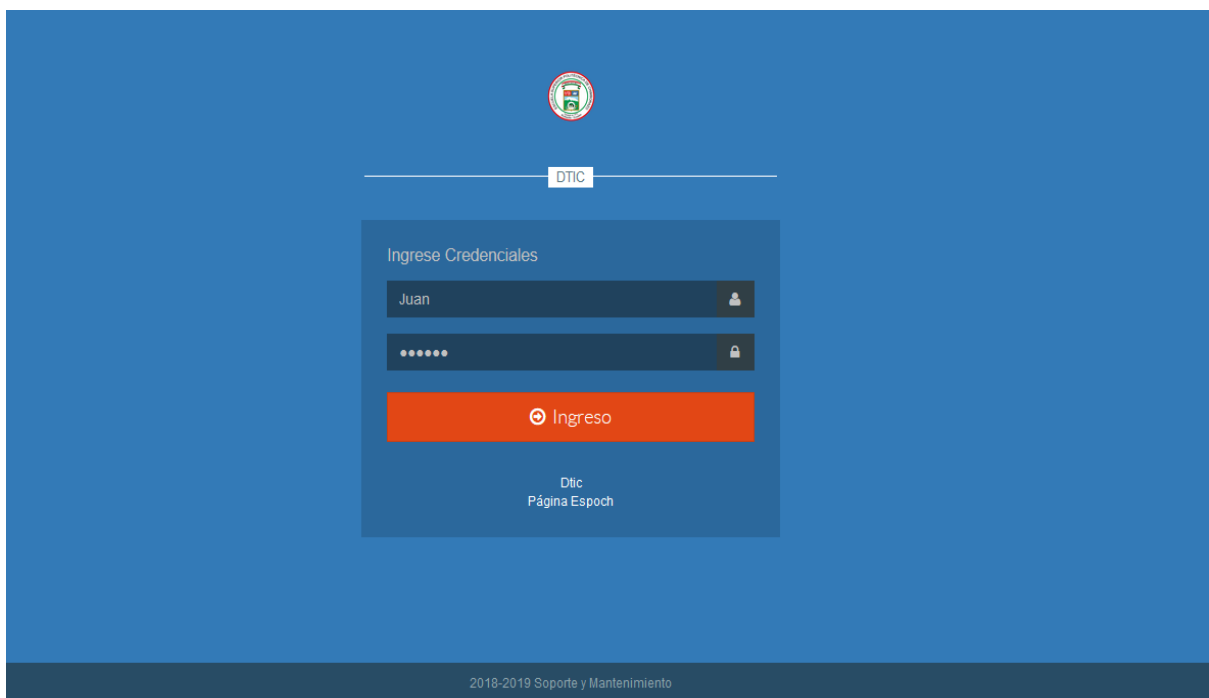 DTIC
Ingrese Credenciales
Juan
••••••
Ingreso
Dtic
Página Espoch
2018-2019 Soporte y Mantenimiento